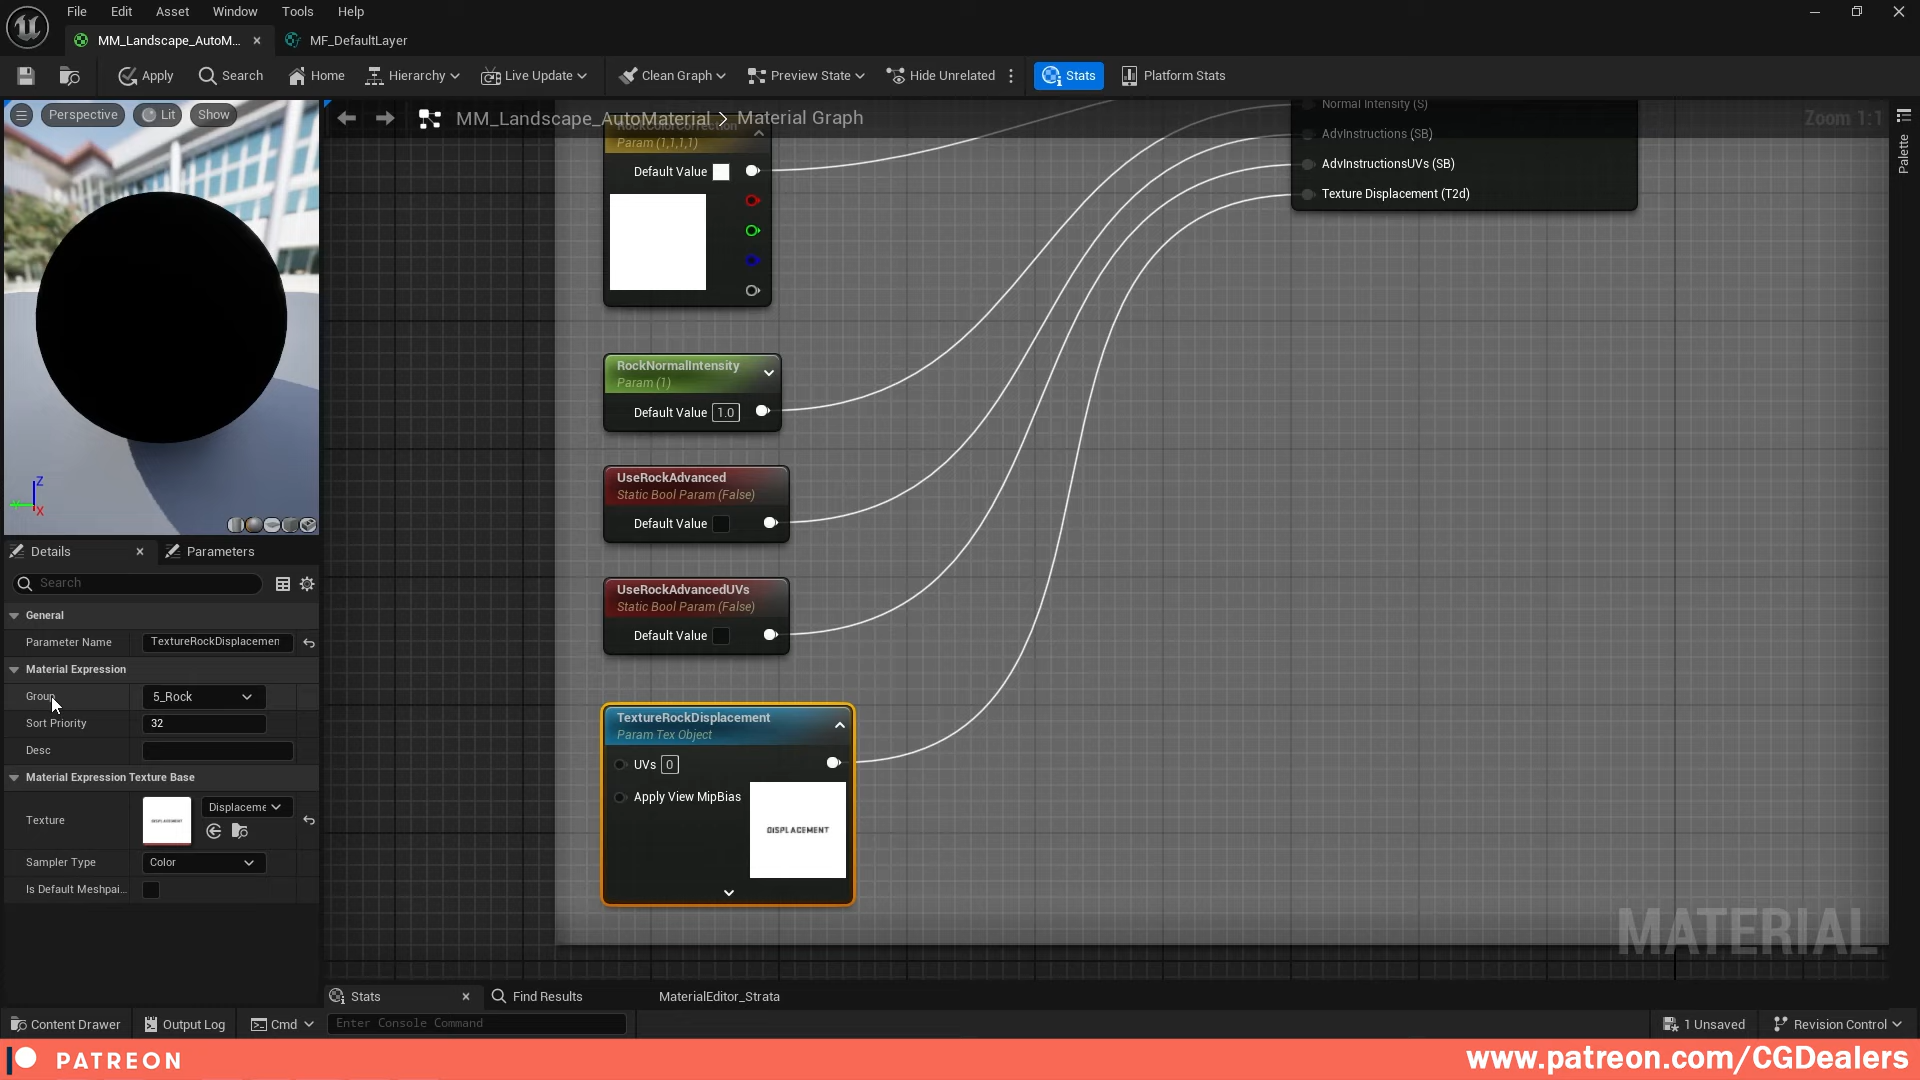 File Edit Asset Window Tools Help
MM_Landscape_AutoM... MF_DefaultLayer
Apply Search Home Hierarchy Live Update Clean Graph Preview State Hide Unrelated Stats Platform Stats
Perspective Lit Show
MM_Landscape_AutoMaterial > Material Graph
Zoom 1:1
Palette
RockColorCorrection
Param (1,1,1,1)
Default Value
Normal Intensity (S)
AdvInstructions (SB)
AdvInstructionsUVs (SB)
Texture Displacement (T2d)
RockNormalIntensity
Param (1)
Default Value 1.0
UseRockAdvanced
Static Bool Param (False)
Default Value
UseRockAdvancedUVs
Static Bool Param (False)
Default Value
TextureRockDisplacement
Param Tex Object
UVs 0
Apply View MipBias
DISPLACEMENT
MATERIAL
Z
X
Details Parameters
Search
General
Parameter Name TextureRockDisplacemen
Material Expression
Group 5_Rock
Sort Priority 32
Desc
Material Expression Texture Base
Texture DISPLACEMENT Displaceme
Sampler Type Color
Is Default Meshpai...
Stats Find Results MaterialEditor_Strata
Content Drawer Output Log Cmd Enter Console Command 1 Unsaved Revision Control
PATREON www.patreon.com/CGDealers